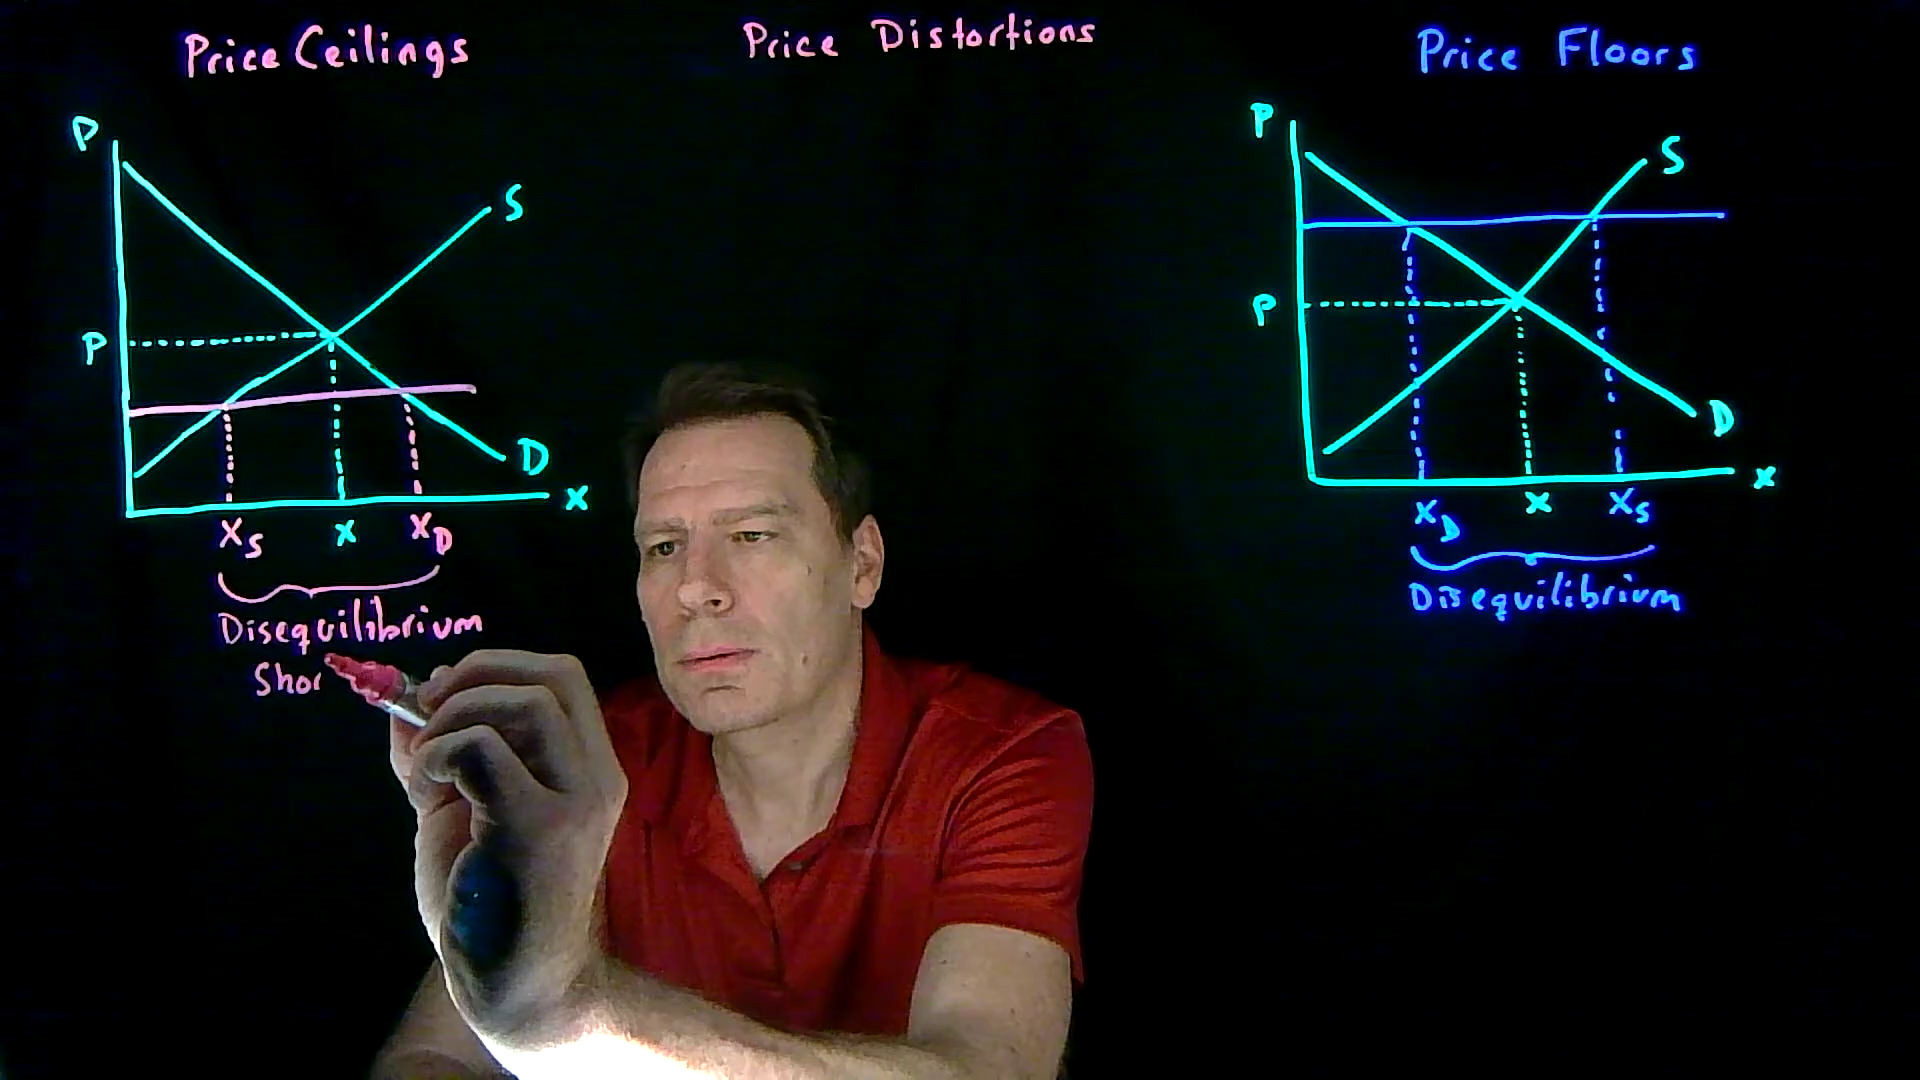 Price Ceilings
Price Distortions
Price Floors
P
S
P
D
x
xS
x
xD
Disequilibrium
Shor
P
S
P
D
x
xD
x
xS
Disequilibrium